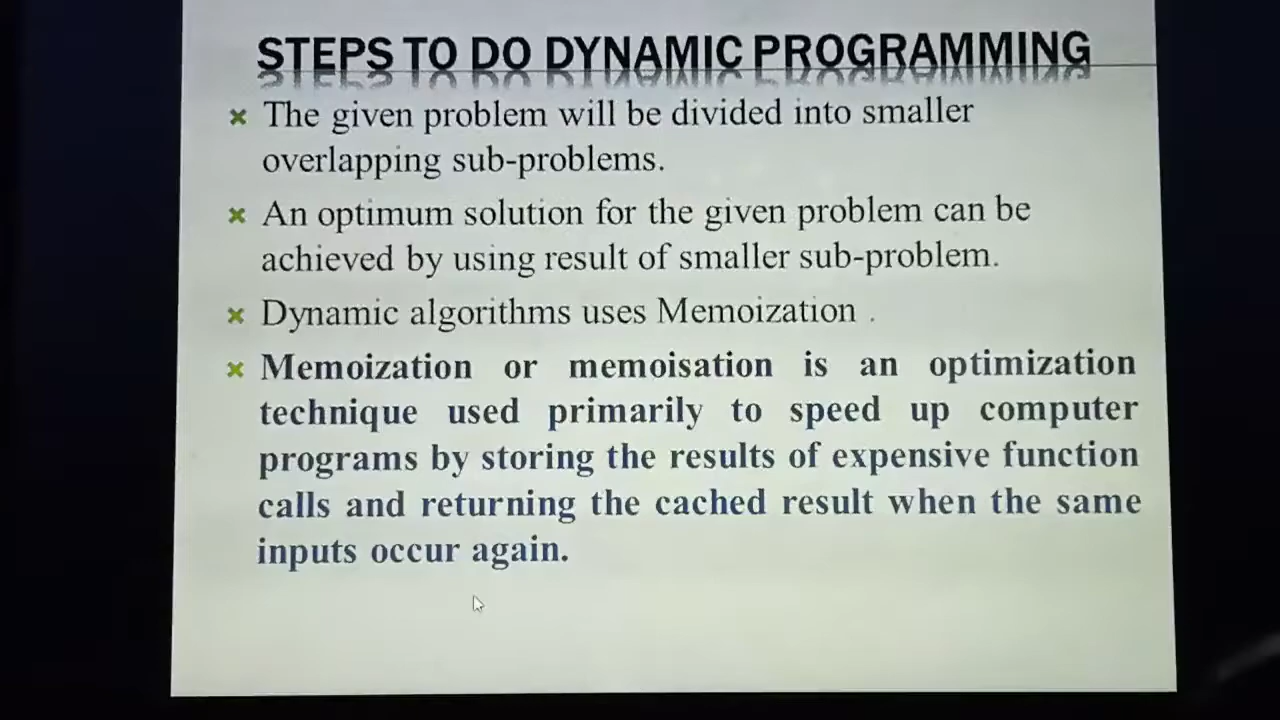 STEPS TO DO DYNAMIC PROGRAMMING
The given problem will be divided into smaller
overlapping sub-problems.
An optimum solution for the given problem can be
achieved by using result of smaller sub-problem.
Dynamic algorithms uses Memoization .
Memoization or memoisation is an optimization
technique used primarily to speed up computer
programs by storing the results of expensive function
calls and returning the cached result when the same
inputs occur again.